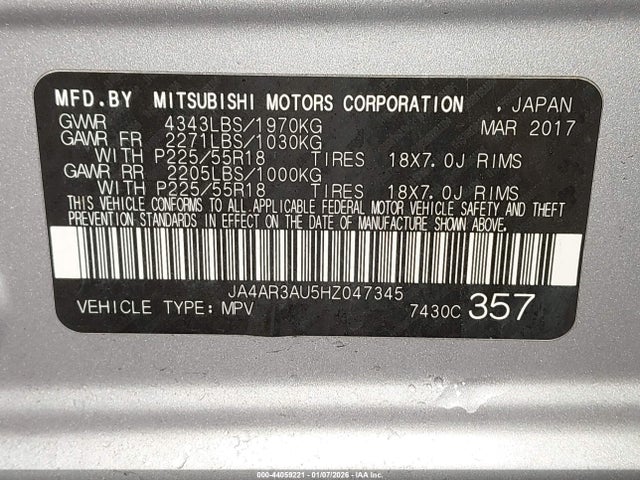 MFD.BY MITSUBISHI MOTORS CORPORATION , JAPAN
GVWR 4343LBS/1970KG MAR 2017
GAWR FR 2271LBS/1030KG
WITH P225/55R18 TIRES 18X7.0J RIMS
GAWR RR 2205LBS/1000KG
WITH P225/55R18 TIRES 18X7.0J RIMS
THIS VEHICLE CONFORMS TO ALL APPLICABLE FEDERAL MOTOR VEHICLE SAFETY AND THEFT
PREVENTION STANDARDS IN EFFECT ON THE DATE OF MANUFACTURE SHOWN ABOVE.
JA4AR3AU5HZ047345
VEHICLE TYPE: MPV 7430C 357
000-44059221 - 01/07/2026 - IAAI.COM